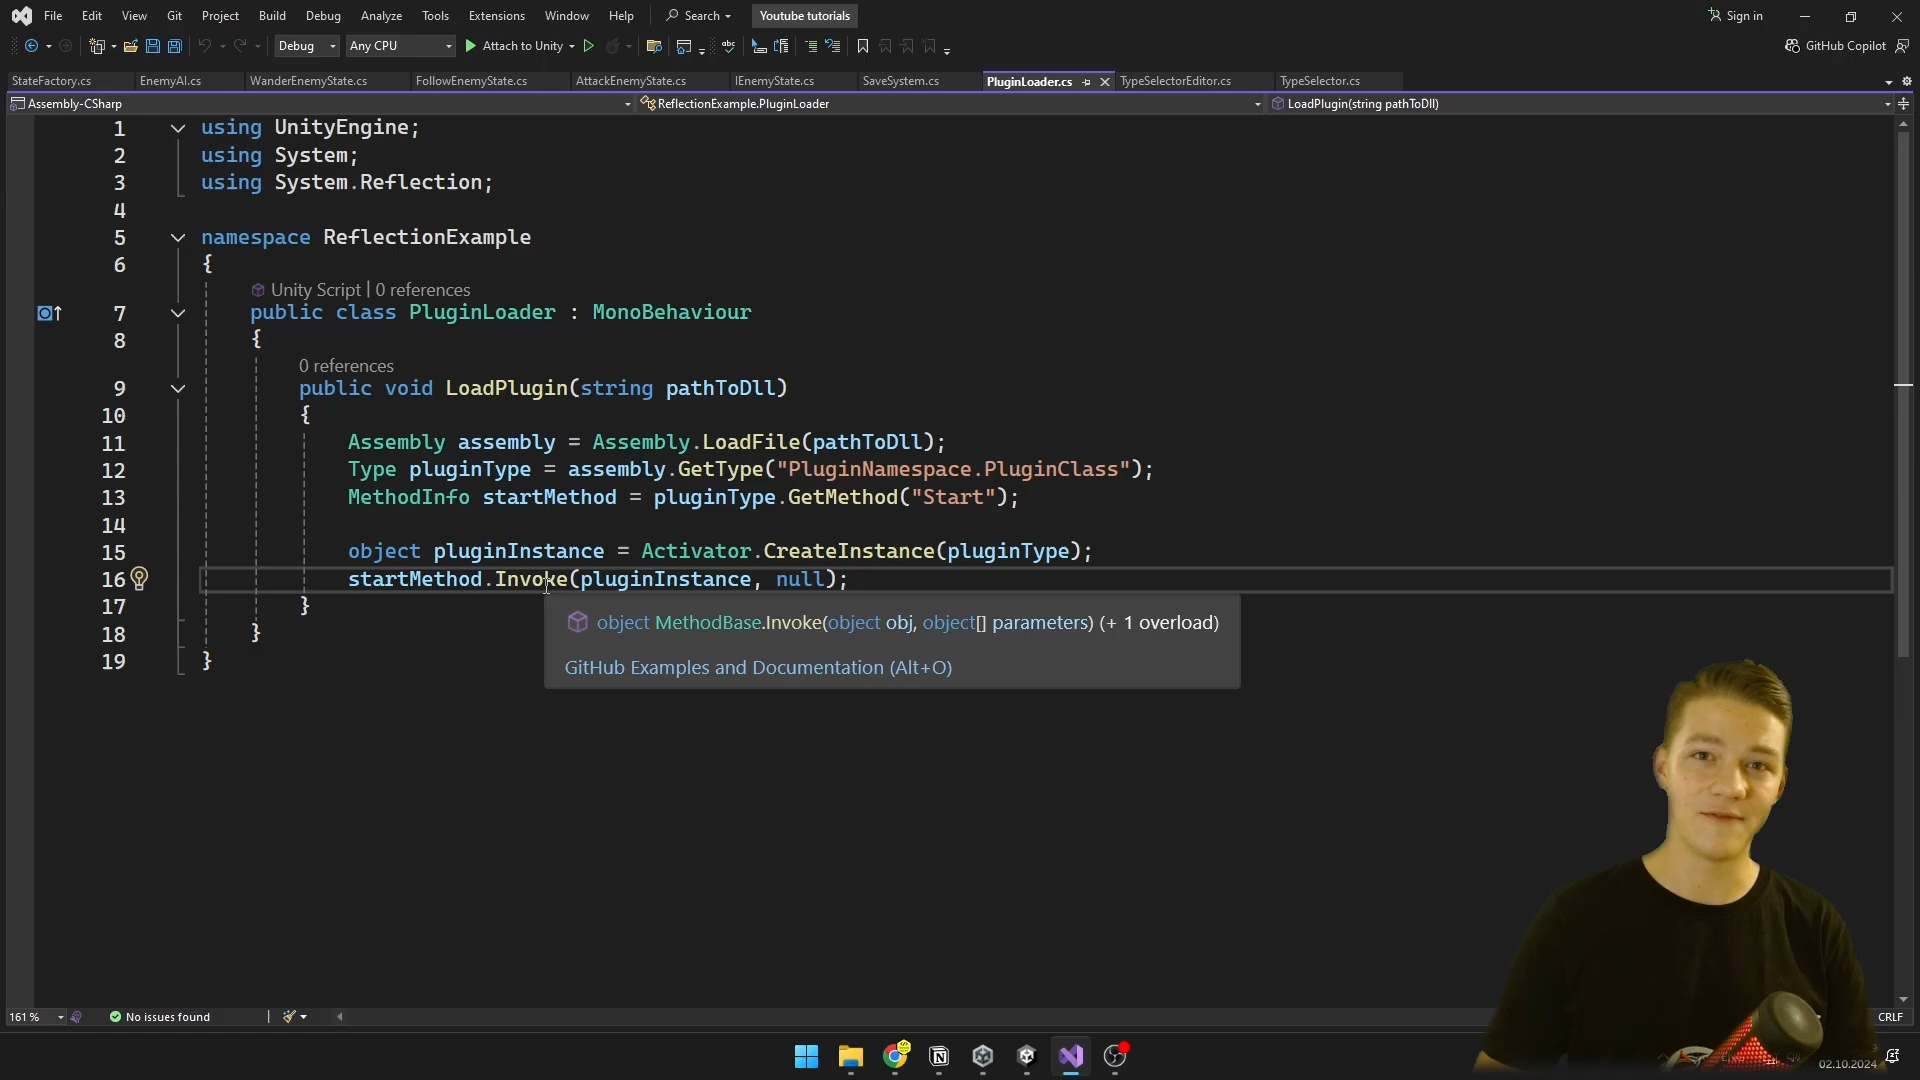 File Edit View Git Project Build Debug Analyze Tools Extensions Window Help Search Youtube tutorials Sign in
Debug Any CPU Attach to Unity GitHub Copilot
StateFactory.cs EnemyAI.cs WanderEnemyState.cs FollowEnemyState.cs AttackEnemyState.cs IEnemyState.cs SaveSystem.cs PluginLoader.cs TypeSelectorEditor.cs TypeSelector.cs
Assembly-CSharp ReflectionExample.PluginLoader LoadPlugin(string pathToDll)
1 using UnityEngine;
2 using System;
3 using System.Reflection;
4
5 namespace ReflectionExample
6 {
Unity Script | 0 references
7 public class PluginLoader : MonoBehaviour
8 {
0 references
9 public void LoadPlugin(string pathToDll)
10 {
11 Assembly assembly = Assembly.LoadFile(pathToDll);
12 Type pluginType = assembly.GetType("PluginNamespace.PluginClass");
13 MethodInfo startMethod = pluginType.GetMethod("Start");
14
15 object pluginInstance = Activator.CreateInstance(pluginType);
16 startMethod.Invoke(pluginInstance, null);
17 }
object MethodBase.Invoke(object obj, object[] parameters) (+ 1 overload)
18 }
19 }
GitHub Examples and Documentation (Alt+O)
161 % No issues found CRLF
02.10.2024